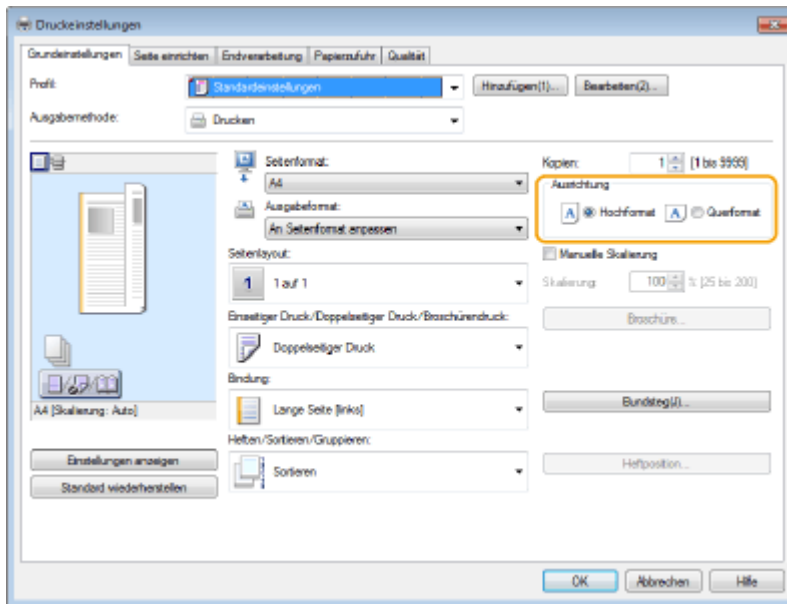 Druckeinstellungen
Grundeinstellungen Seite einrichten Endverarbeitung Papierzufuhr Qualität
Profil: Standardeinstellungen Hinzufügen(1)... Bearbeiten(2)...
Ausgabemethode: Drucken
Seitenformat: Kopien: 1 [1 bis 9999]
A4 Ausrichtung
Ausgabeformat: A Hochformat A Querformat
An Seitenformat anpassen
Seitenlayout: Manuelle Skalierung
1 1 auf 1 Skalierung: 100 % [25 bis 200]
Einseitiger Druck/Doppelseitiger Druck/Broschürendruck: Broschüre...
Doppelseitiger Druck
Bindung:
A4 [Skalierung: Auto] Lange Seite [links] Bundsteg(J)...
Heften/Sortieren/Gruppieren:
Einstellungen anzeigen Sortieren Heftposition...
Standard wiederherstellen
OK Abbrechen Hilfe